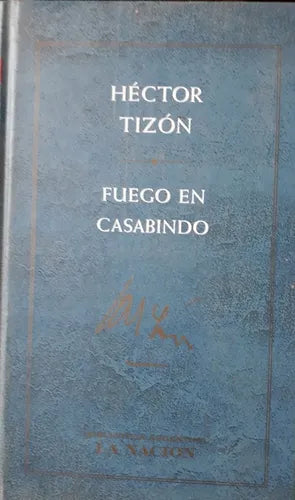 HÉCTOR
TIZÓN
FUEGO EN
CASABINDO
LA NACION